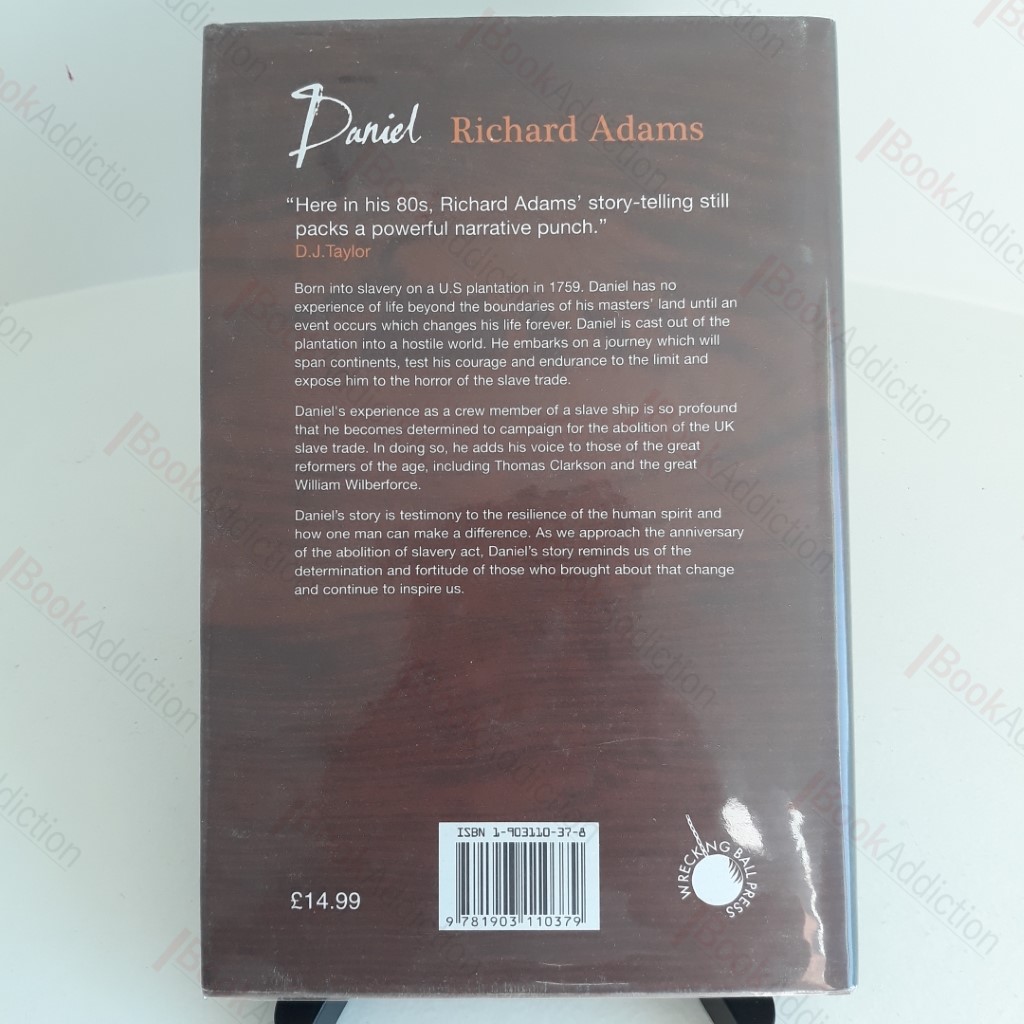 Daniel Richard Adams
“Here in his 80s, Richard Adams’ story-telling still
packs a powerful narrative punch.”
D.J.Taylor
Born into slavery on a U.S plantation in 1759. Daniel has no
experience of life beyond the boundaries of his masters’ land until an
event occurs which changes his life forever. Daniel is cast out of the
plantation into a hostile world. He embarks on a journey which will
span continents, test his courage and endurance to the limit and
expose him to the horror of the slave trade.
Daniel’s experience as a crew member of a slave ship is so profound
that he becomes determined to campaign for the abolition of the UK
slave trade. In doing so, he adds his voice to those of the great
reformers of the age, including Thomas Clarkson and the great
William Wilberforce.
Daniel’s story is testimony to the resilience of the human spirit and
how one man can make a difference. As we approach the anniversary
of the abolition of slavery act, Daniel’s story reminds us of the
determination and fortitude of those who brought about that change
and continue to inspire us.
ISBN 1-903110-37-8
9 781903 110379
£14.99
WRECKING BALL PRESS
BookAddiction